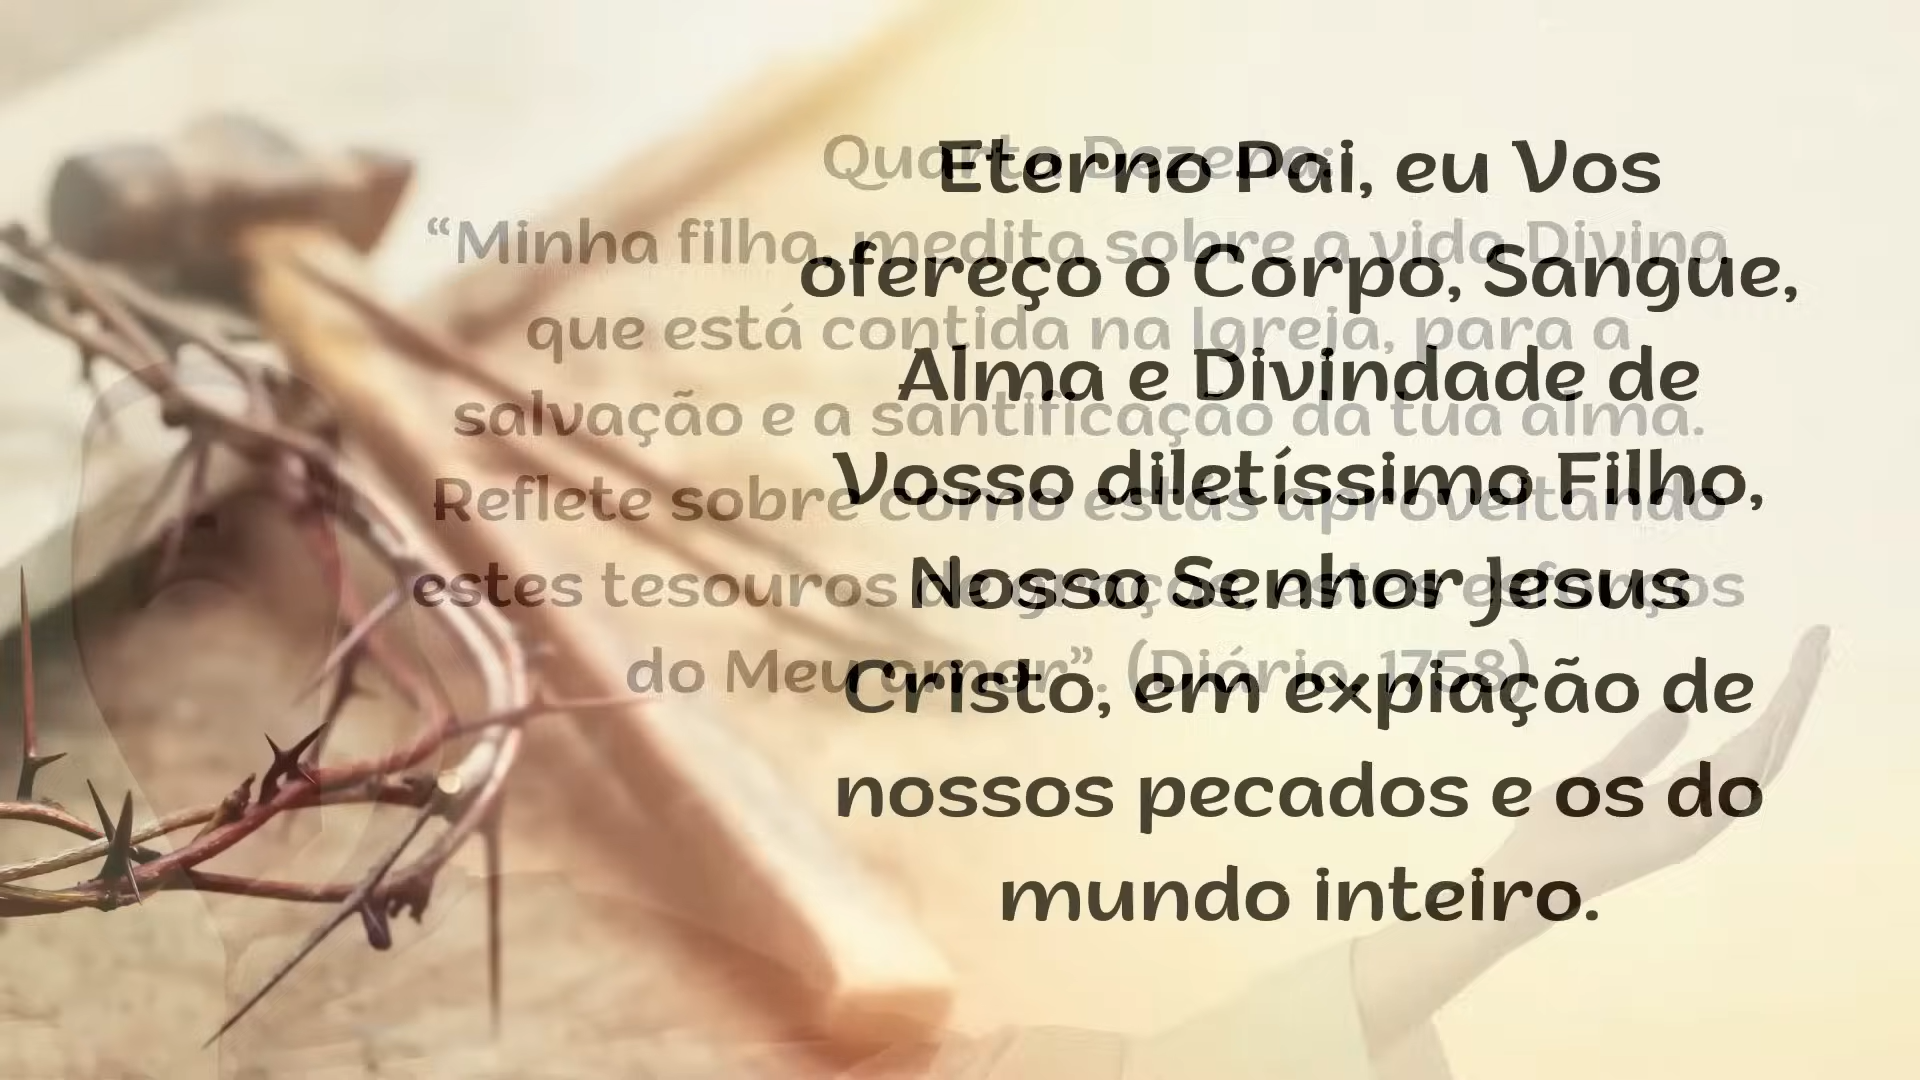 Eterno Pai, eu Vos
ofereço o Corpo, Sangue,
Alma e Divindade de
Vosso diletíssimo Filho,
Nosso Senhor Jesus
Cristo, em expiação de
nossos pecados e os do
mundo inteiro.
Quarta Dezena:
“Minha filha, medita sobre a vida Divina
que está contida na Igreja, para a
salvação e a santificação da tua alma.
Reflete sobre como estás aproveitando
estes tesouros de graças, estes esforços
do Meu amor”. (Diário, 1758)